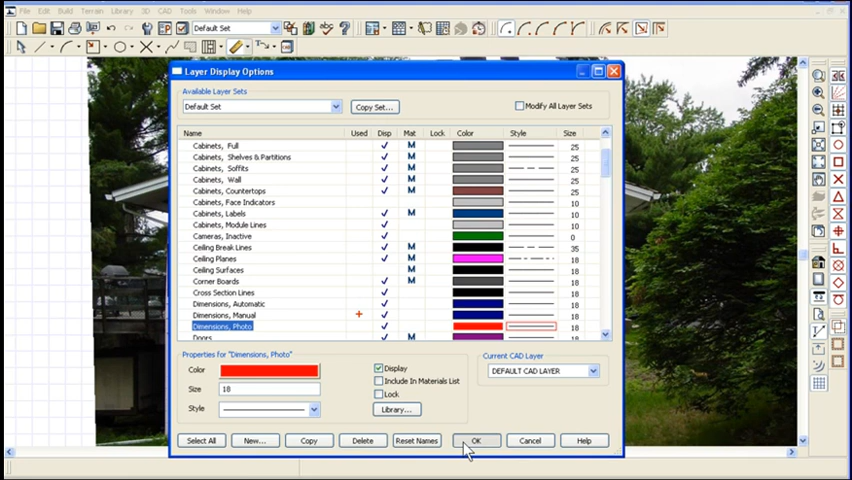 File Edit Build Terrain 3D CAD Tools View Window Help
Default Set
Layer Display Options
Available Layer Sets
Default Set
Copy Set...
Modify All Layer Sets
Name Used Disp Mat Lock Color Style Size
Cabinets, Full M 25
Cabinets, Shelves & Partitions M 25
Cabinets, Soffits M 25
Cabinets, Wall M 25
Cabinets, Countertops M 25
Cabinets, Face Indicators 10
Cabinets, Labels M 10
Cabinets, Module Lines 10
Cameras, Inactive 0
Ceiling Break Lines M 35
Ceiling Planes M 18
Ceiling Surfaces M 18
Corner Boards M 18
Cross Section Lines 18
Dimensions, Automatic 18
Dimensions, Manual 18
Dimensions, Photo 18
Doors M 18
Properties for "Dimensions, Photo"
Color
Size 18
Style
Display
Include In Materials List
Lock
Library...
Current CAD Layer
DEFAULT CAD LAYER
Select All New... Copy Delete Reset Names OK Cancel Help